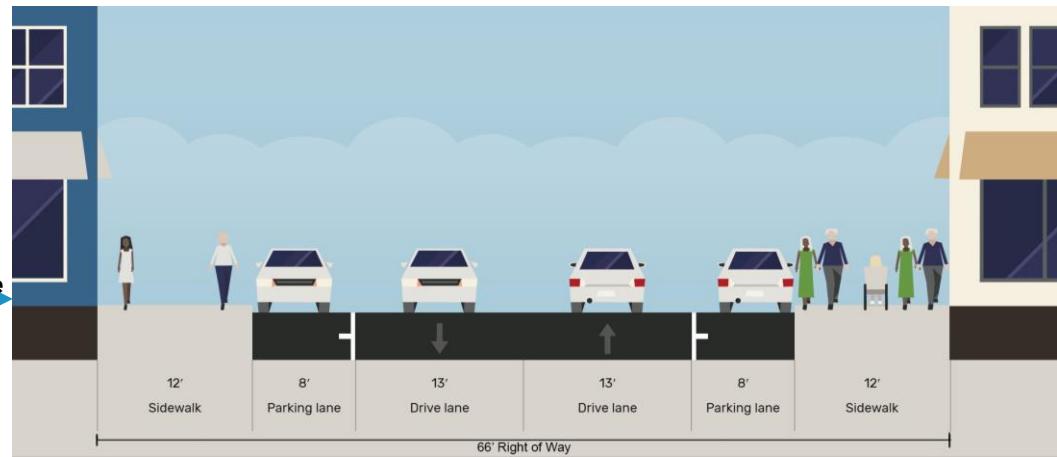 e
12' 8' 13' 13' 8' 12'
Sidewalk Parking lane Drive lane Drive lane Parking lane Sidewalk
66' Right of Way